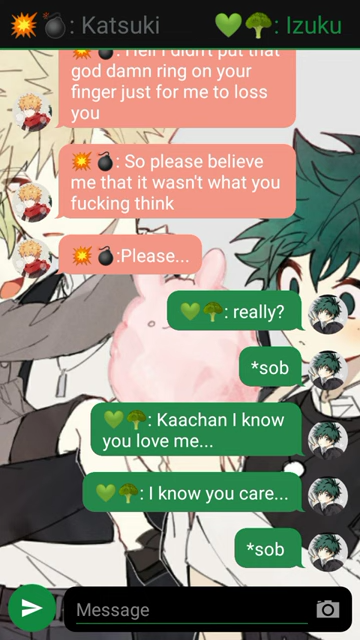 💥💣: Katsuki 💚🥦: Izuku
💥💣: Hell I didn't put that
god damn ring on your
finger just for me to loss
you
💥💣: So please believe
me that it wasn't what you
fucking think
💥💣:Please...
💚🥦: really?
*sob
💚🥦: Kaachan I know
you love me...
💚🥦: I know you care...
*sob
Message